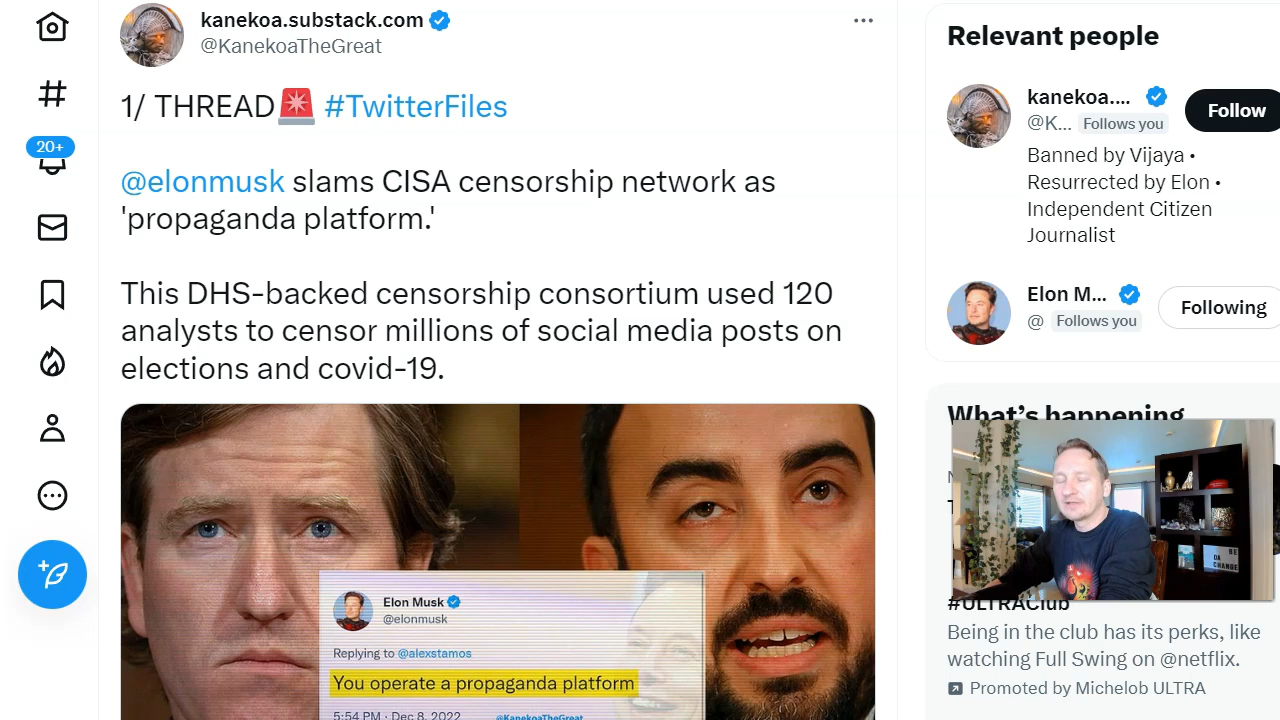 kanekoa.substack.com
@KanekoaTheGreat
1/ THREAD🚨 #TwitterFiles
@elonmusk slams CISA censorship network as
'propaganda platform.'
This DHS-backed censorship consortium used 120
analysts to censor millions of social media posts on
elections and covid-19.
Elon Musk
@elonmusk
Replying to @alexstamos
You operate a propaganda platform
5:54 PM · Dec 8, 2022
@KanekoaTheGreat
20+
Relevant people
kanekoa....
Follow
@K... Follows you
Banned by Vijaya •
Resurrected by Elon •
Independent Citizen
Journalist
Elon M...
Following
@ Follows you
What's happening
BE
DA
CHANGE
#ULTRAClub
Being in the club has its perks, like
watching Full Swing on @netflix.
Promoted by Michelob ULTRA